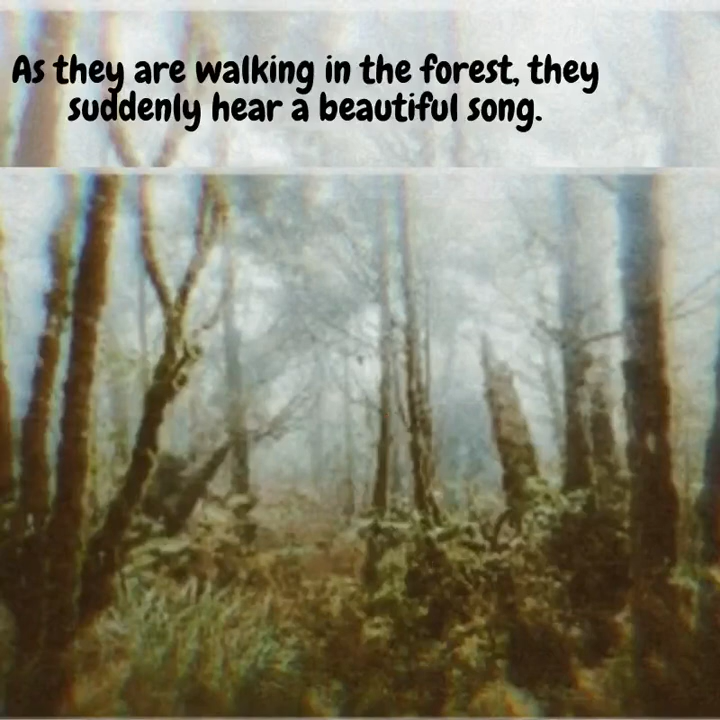 As they are walking in the forest, they
suddenly hear a beautiful song.